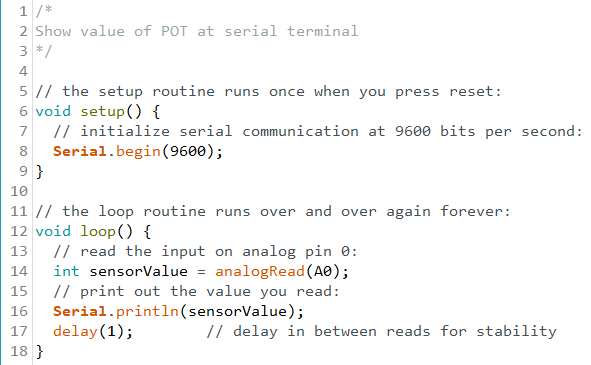 1 /*
2 Show value of POT at serial terminal
3 */
4
5 // the setup routine runs once when you press reset:
6 void setup() {
7   // initialize serial communication at 9600 bits per second:
8   Serial.begin(9600);
9 }
10
11 // the loop routine runs over and over again forever:
12 void loop() {
13   // read the input on analog pin 0:
14   int sensorValue = analogRead(A0);
15   // print out the value you read:
16   Serial.println(sensorValue);
17   delay(1);        // delay in between reads for stability
18 }